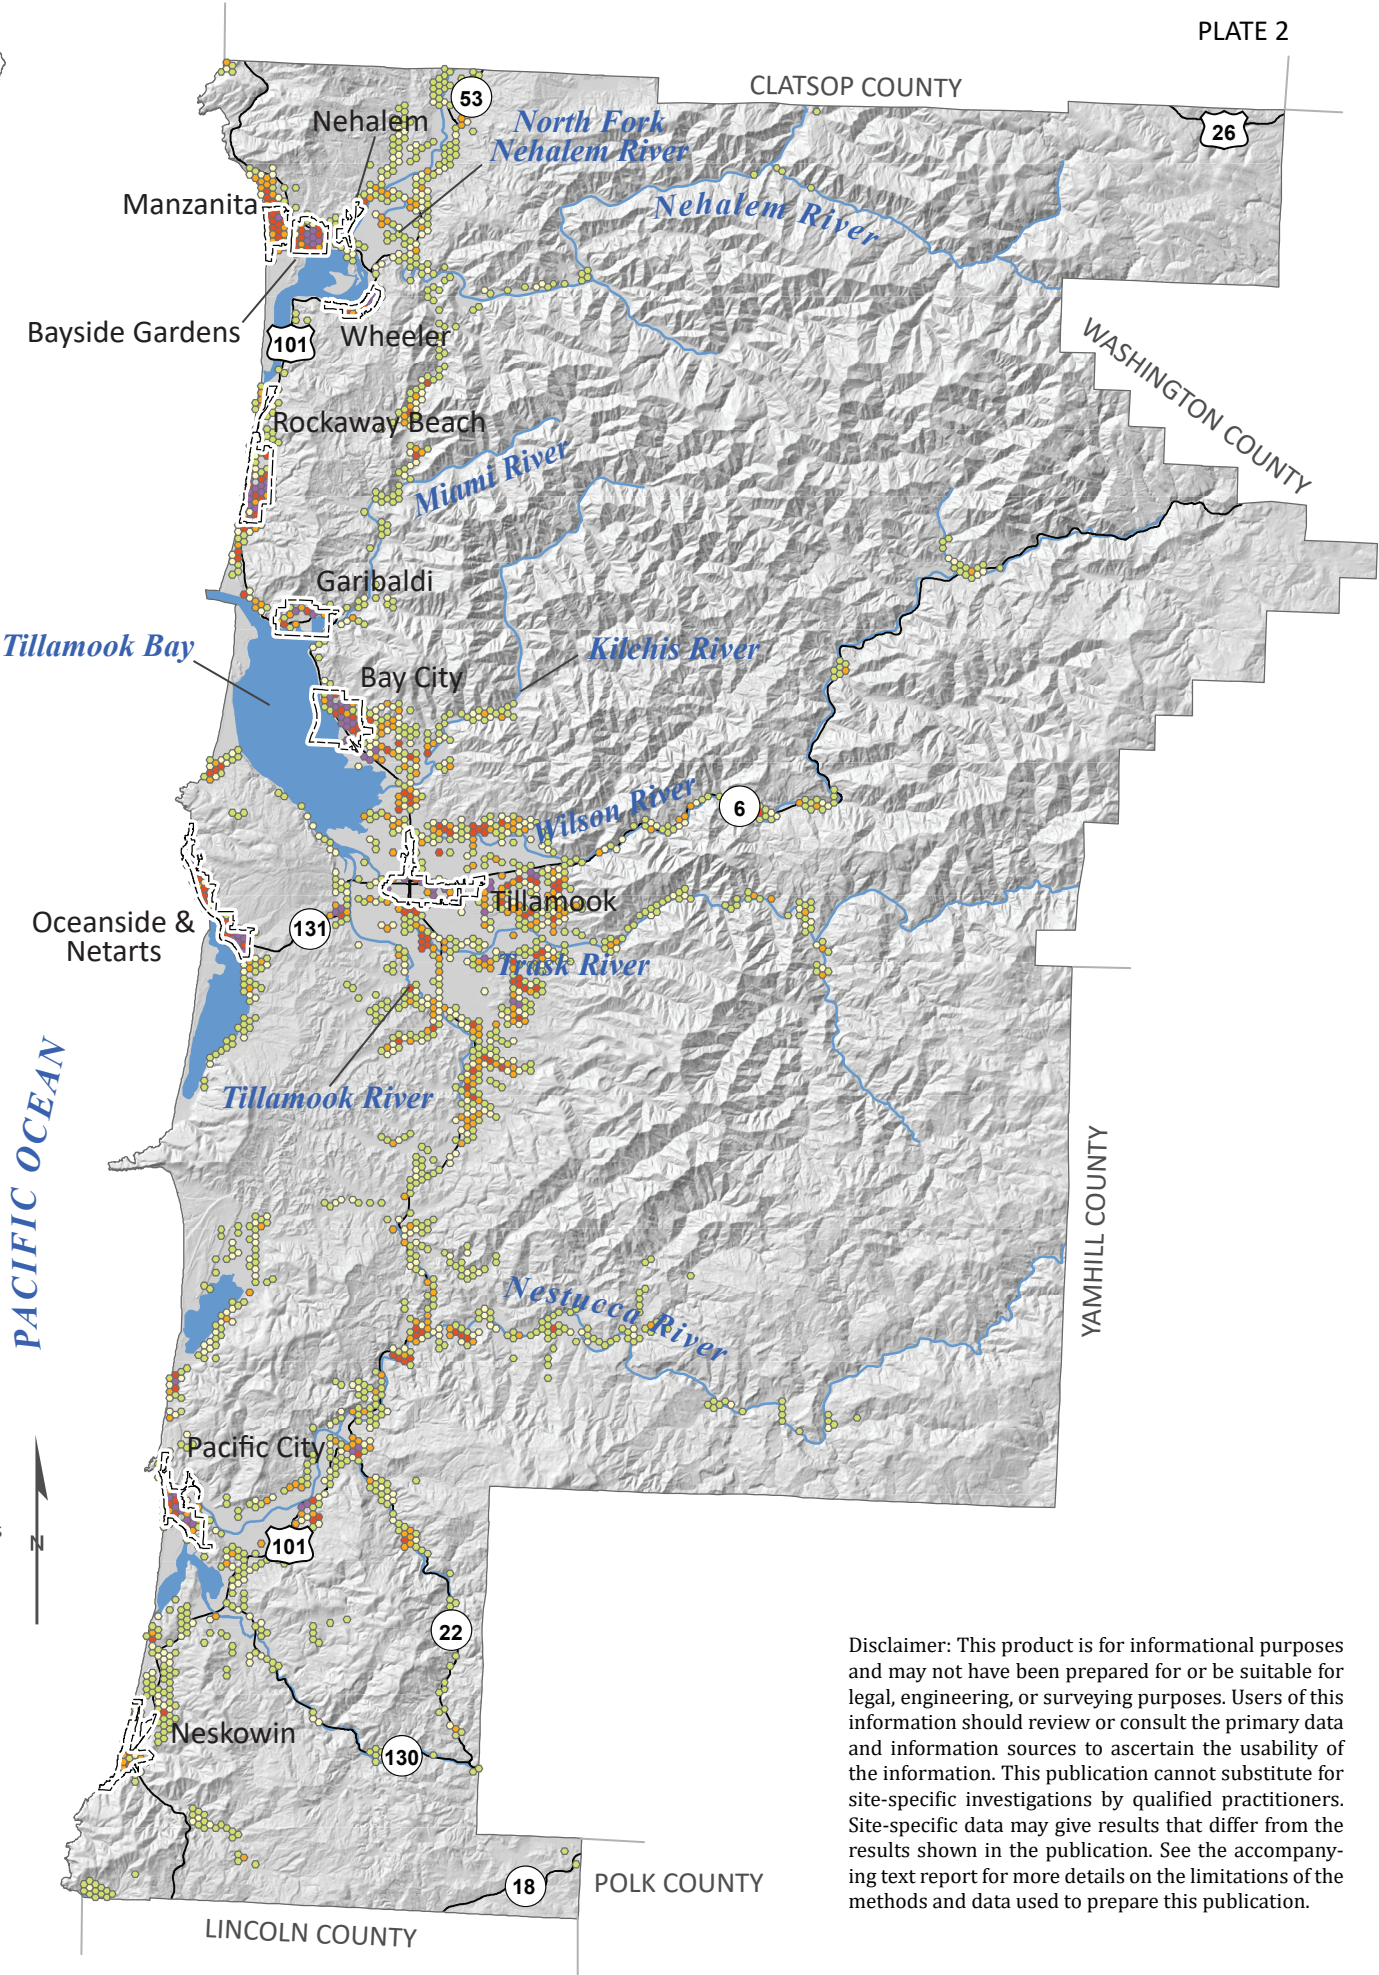 PLATE 2
CLATSOP COUNTY
53
26
Nehalem
North Fork
Nehalem River
Manzanita
Nehalem River
Bayside Gardens
101
Wheeler
WASHINGTON COUNTY
Rockaway Beach
Miami River
Garibaldi
Tillamook Bay
Kilchis River
Bay City
Wilson River
6
Tillamook
Oceanside &
Netarts
131
Trask River
Tillamook River
PACIFIC OCEAN
YAMHILL COUNTY
Nestucca River
Pacific City
N
101
22
Neskowin
130
18
POLK COUNTY
LINCOLN COUNTY
Disclaimer: This product is for informational purposes
and may not have been prepared for or be suitable for
legal, engineering, or surveying purposes. Users of this
information should review or consult the primary data
and information sources to ascertain the usability of
the information. This publication cannot substitute for
site-specific investigations by qualified practitioners.
Site-specific data may give results that differ from the
results shown in the publication. See the accompany-
ing text report for more details on the limitations of the
methods and data used to prepare this publication.